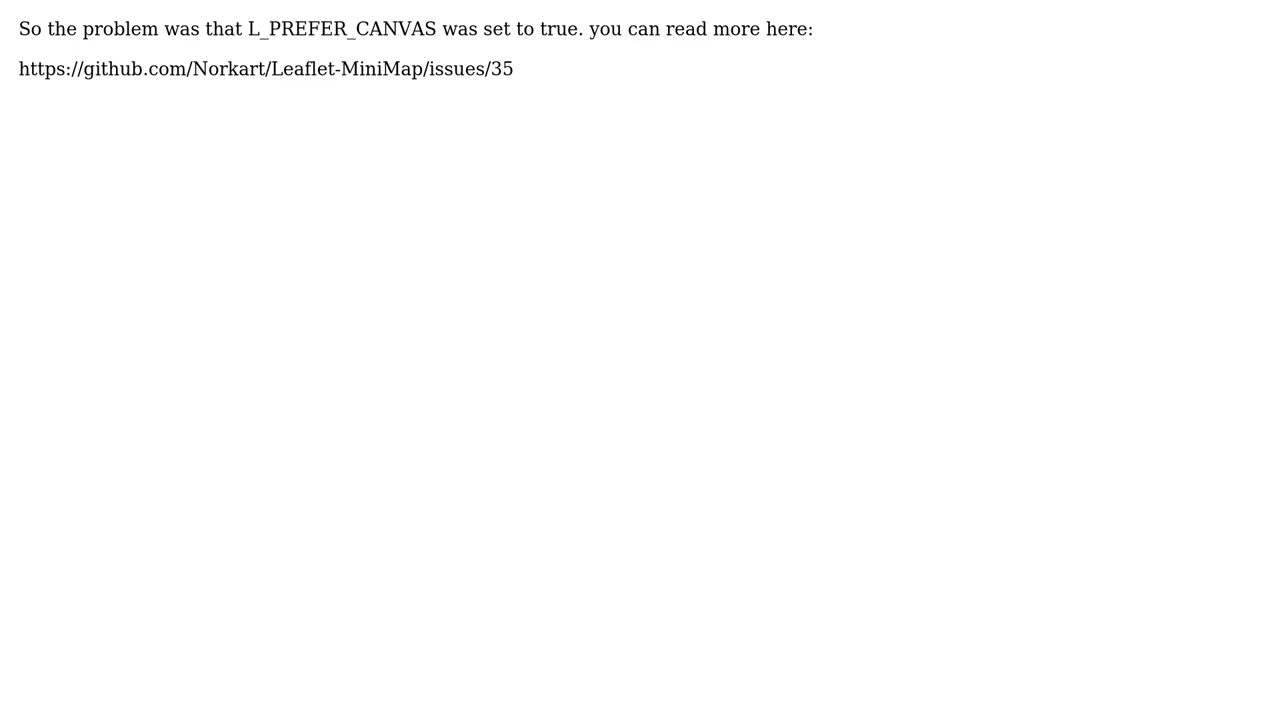 So the problem was that L_PREFER_CANVAS was set to true. you can read more here:
https://github.com/Norkart/Leaflet-MiniMap/issues/35